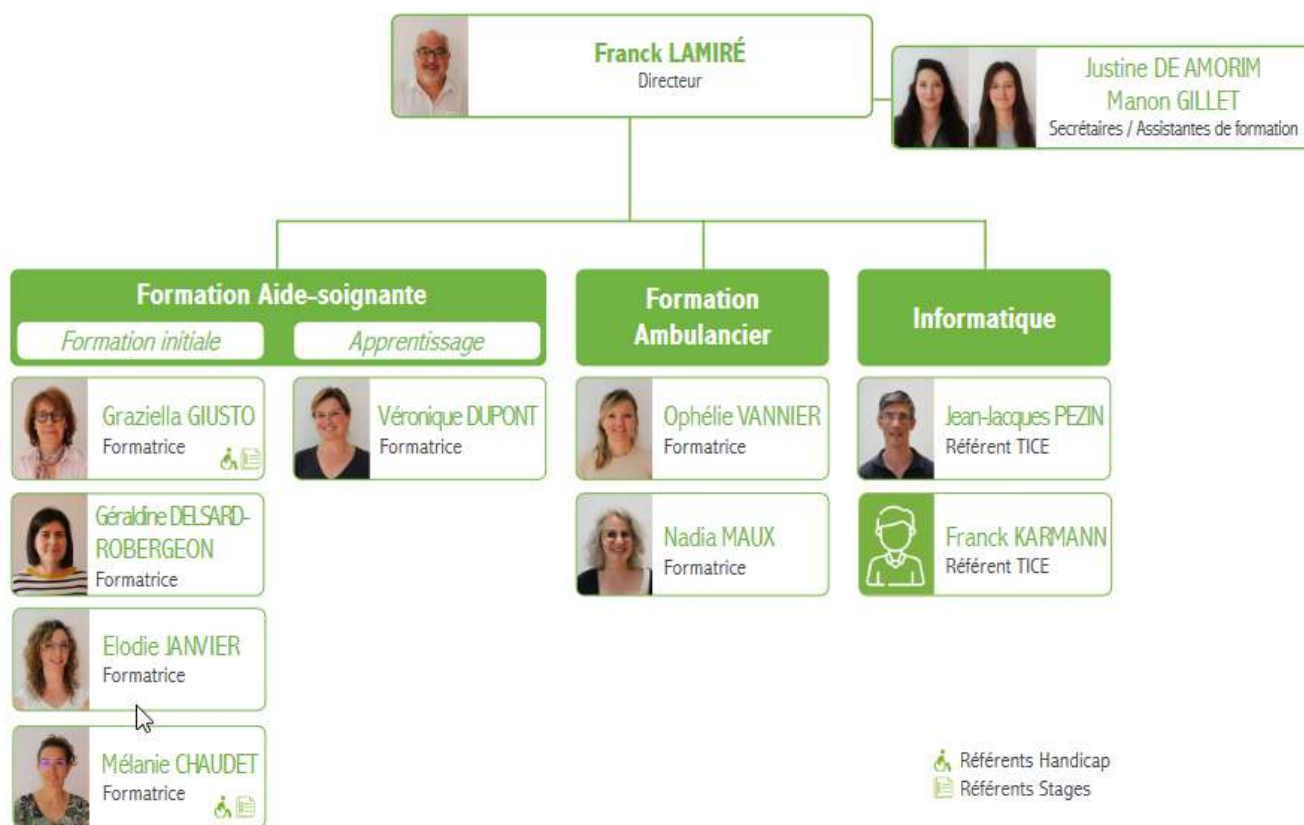 Franck LAMIRÉ
Directeur
Justine DE AMORIM
Manon GILLET
Secrétaires / Assistantes de formation
Formation Aide-soignante
Formation initiale
Apprentissage
Graziella GIUSTO
Formatrice
Géraldine DELSARD-
ROBERGEON
Formatrice
Elodie JANVIER
Formatrice
Mélanie CHAUDET
Formatrice
Véronique DUPONT
Formatrice
Formation
Ambulancier
Ophélie VANNIER
Formatrice
Nadia MAUX
Formatrice
Informatique
Jean-Jacques PEZIN
Référent TICE
Franck KARMANN
Référent TICE
Référents Handicap
Référents Stages